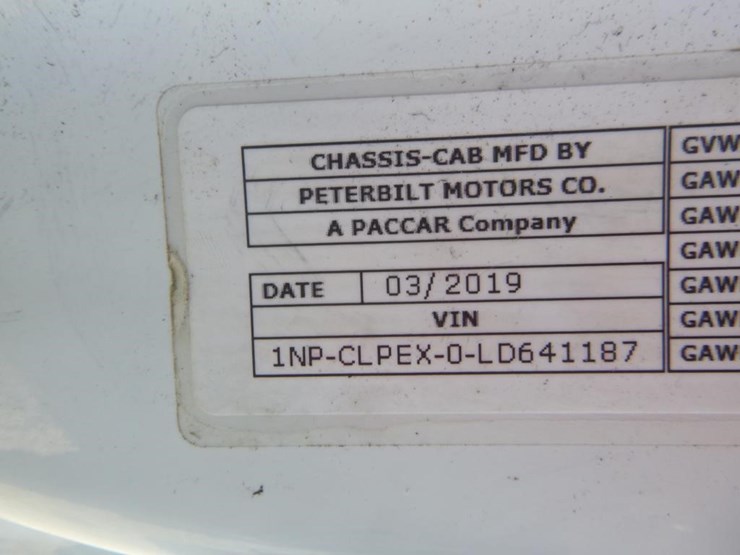 CHASSIS-CAB MFD BY
PETERBILT MOTORS CO.
A PACCAR Company
DATE 03/2019
VIN
1NP-CLPEX-0-LD641187
GVW
GAW
GAW
GAW
GAW
GAW
GAW